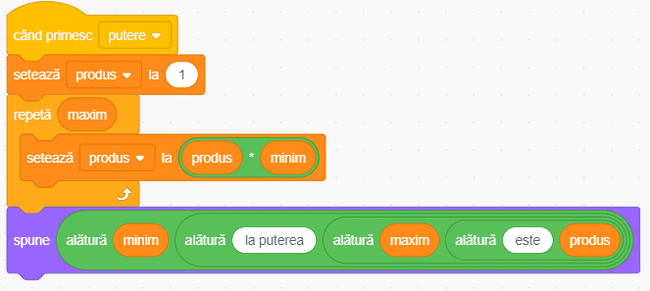 când primesc putere
setează produs la 1
repetă maxim
setează produs la produs * minim
spune alătură minim alătură la puterea alătură maxim alătură este produs